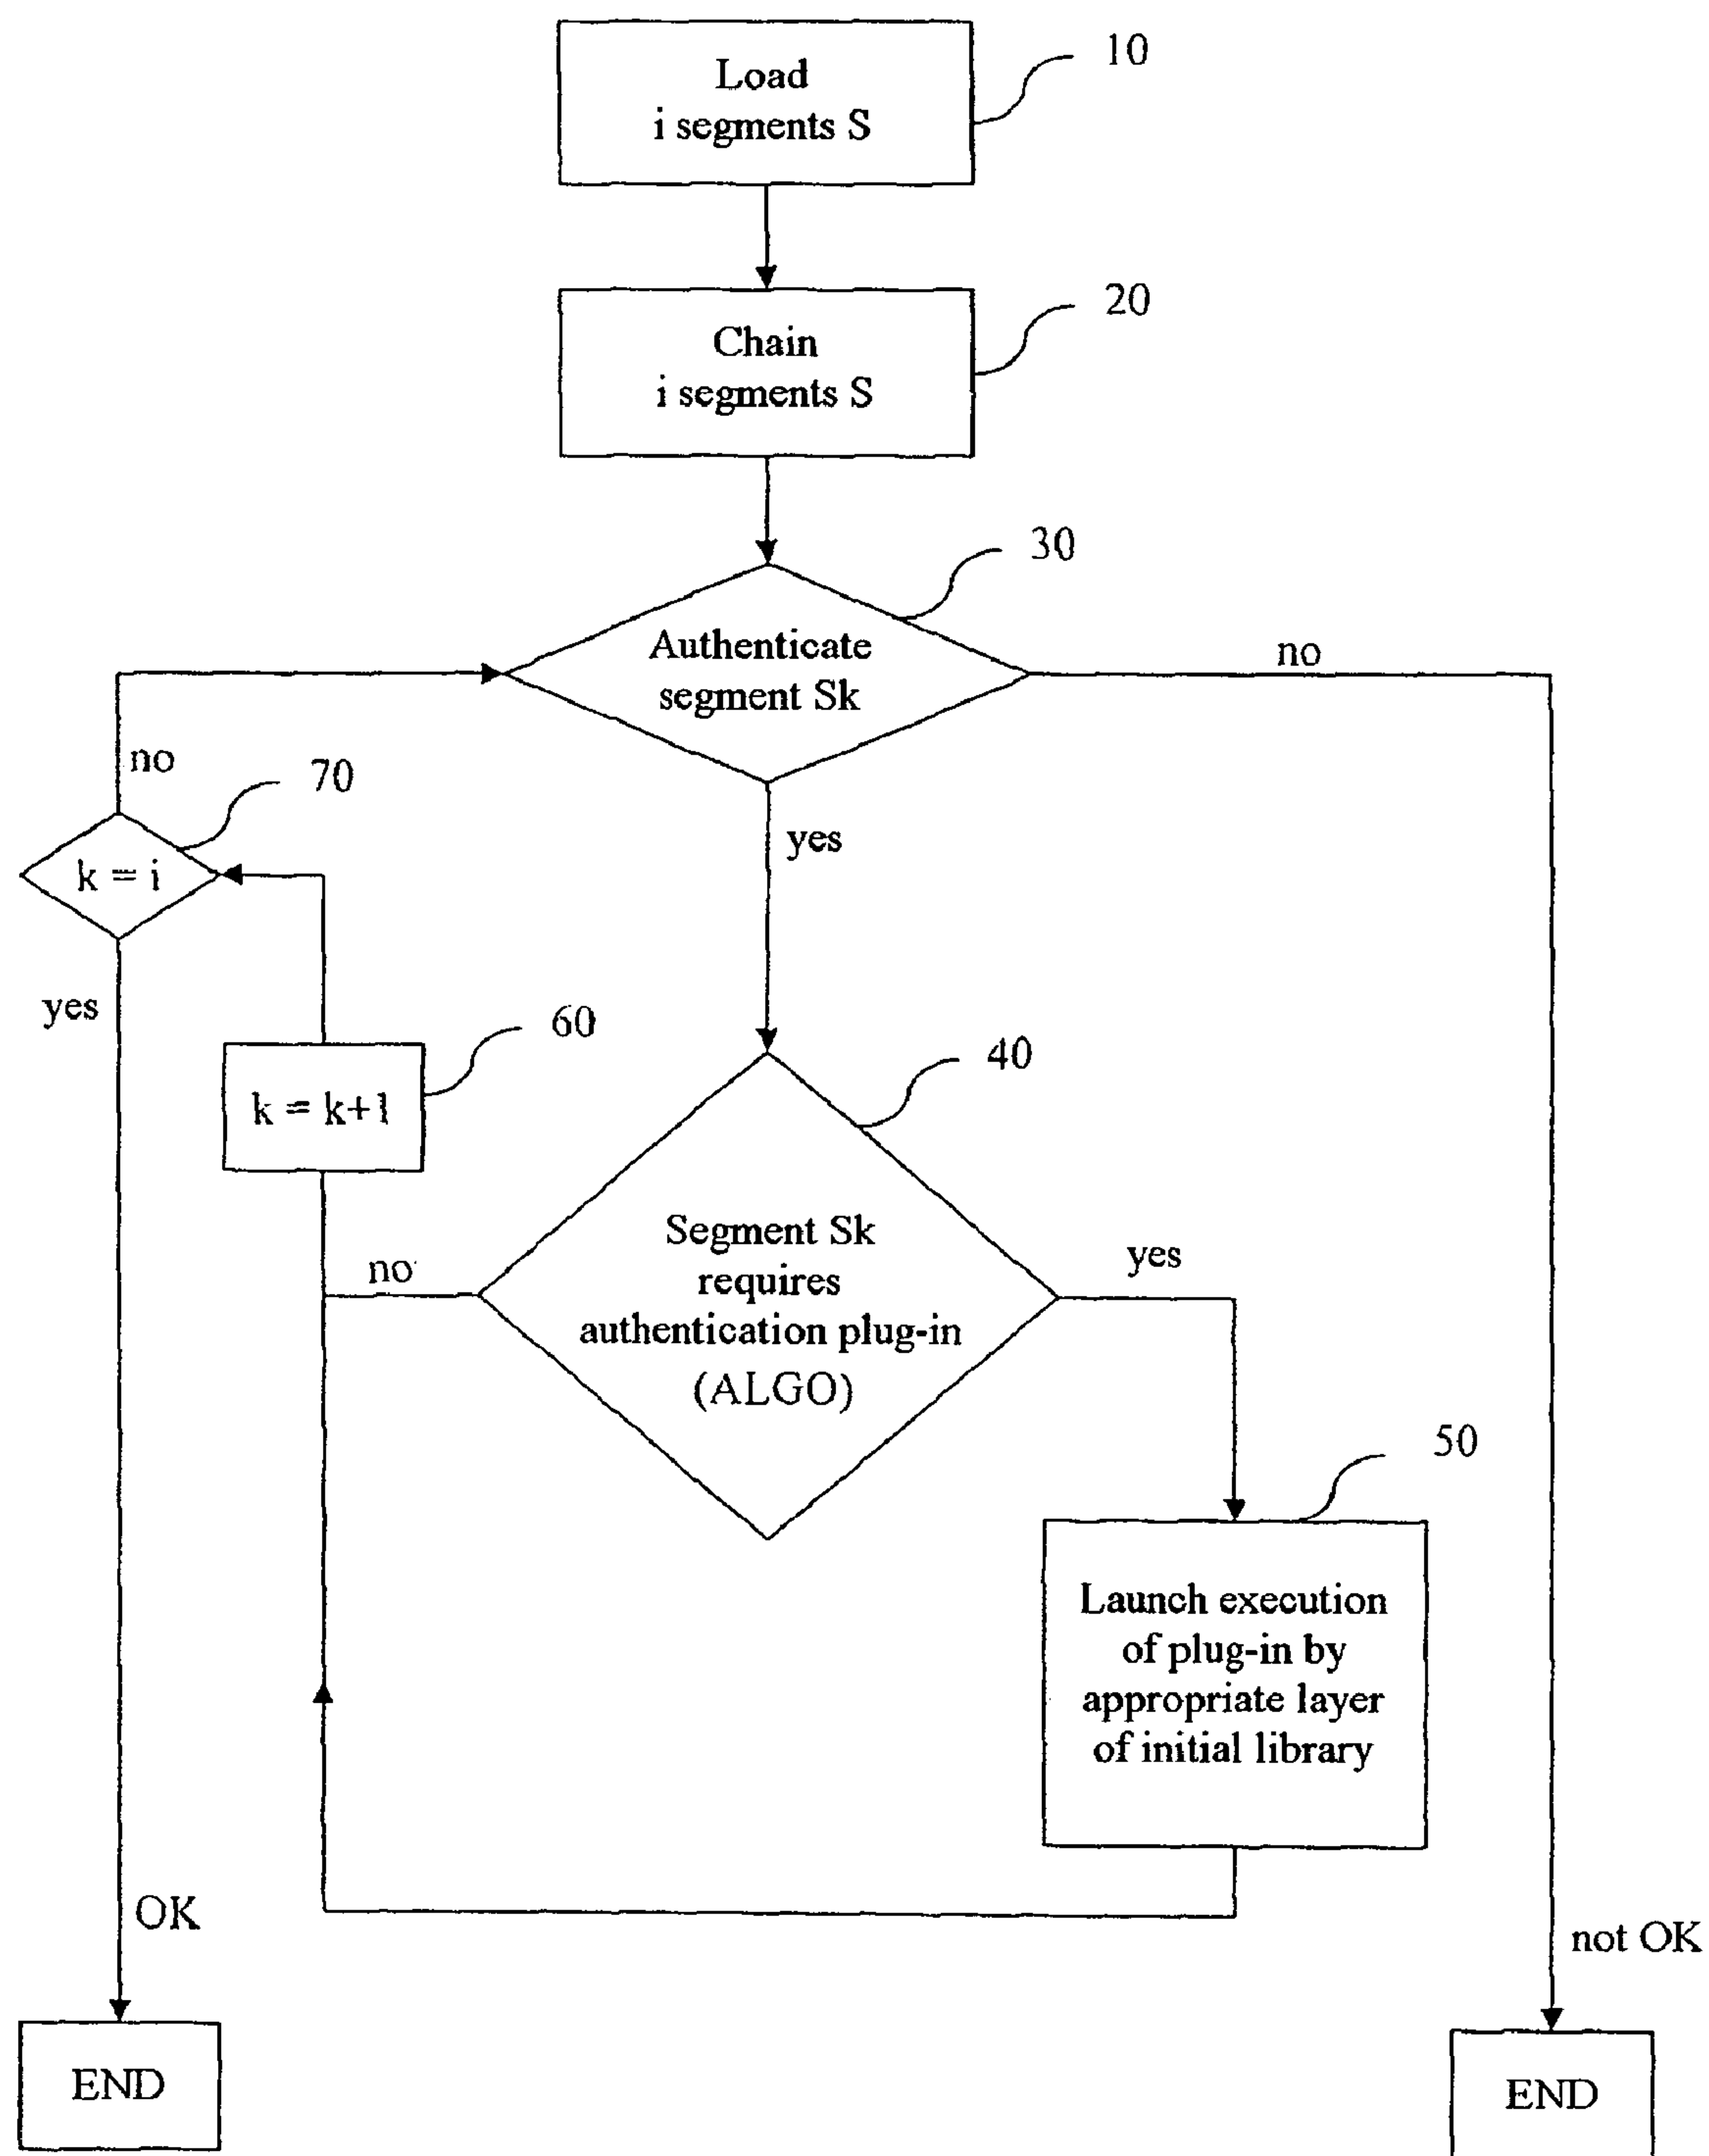 Load
i segments S
10
Chain
i segments S
20
30
Authenticate
segment Sk
no
no
70
yes
k = i
yes
60
40
k = k+1
Segment Sk
requires
authentication plug-in
(ALGO)
no
yes
50
Launch execution
of plug-in by
appropriate layer
of initial library
OK
not OK
END
END